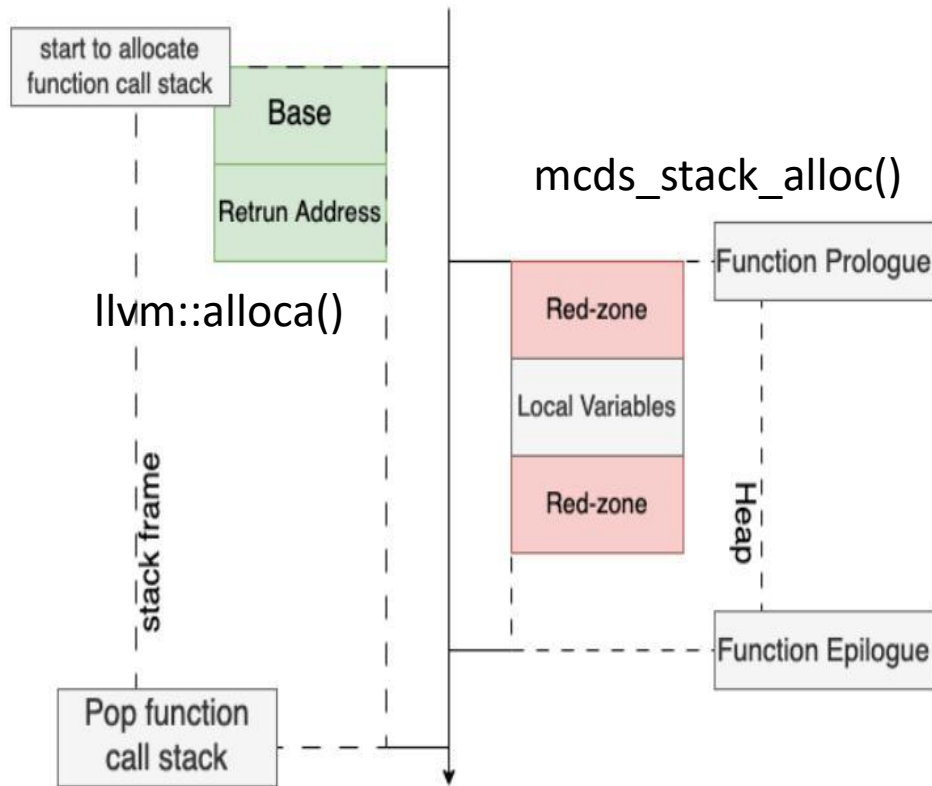 start to allocate
function call stack
Base
Retrun Address
mcds_stack_alloc()
Function Prologue
llvm::alloca()
Red-zone
Local Variables
Red-zone
stack frame
Heap
Function Epilogue
Pop function
call stack